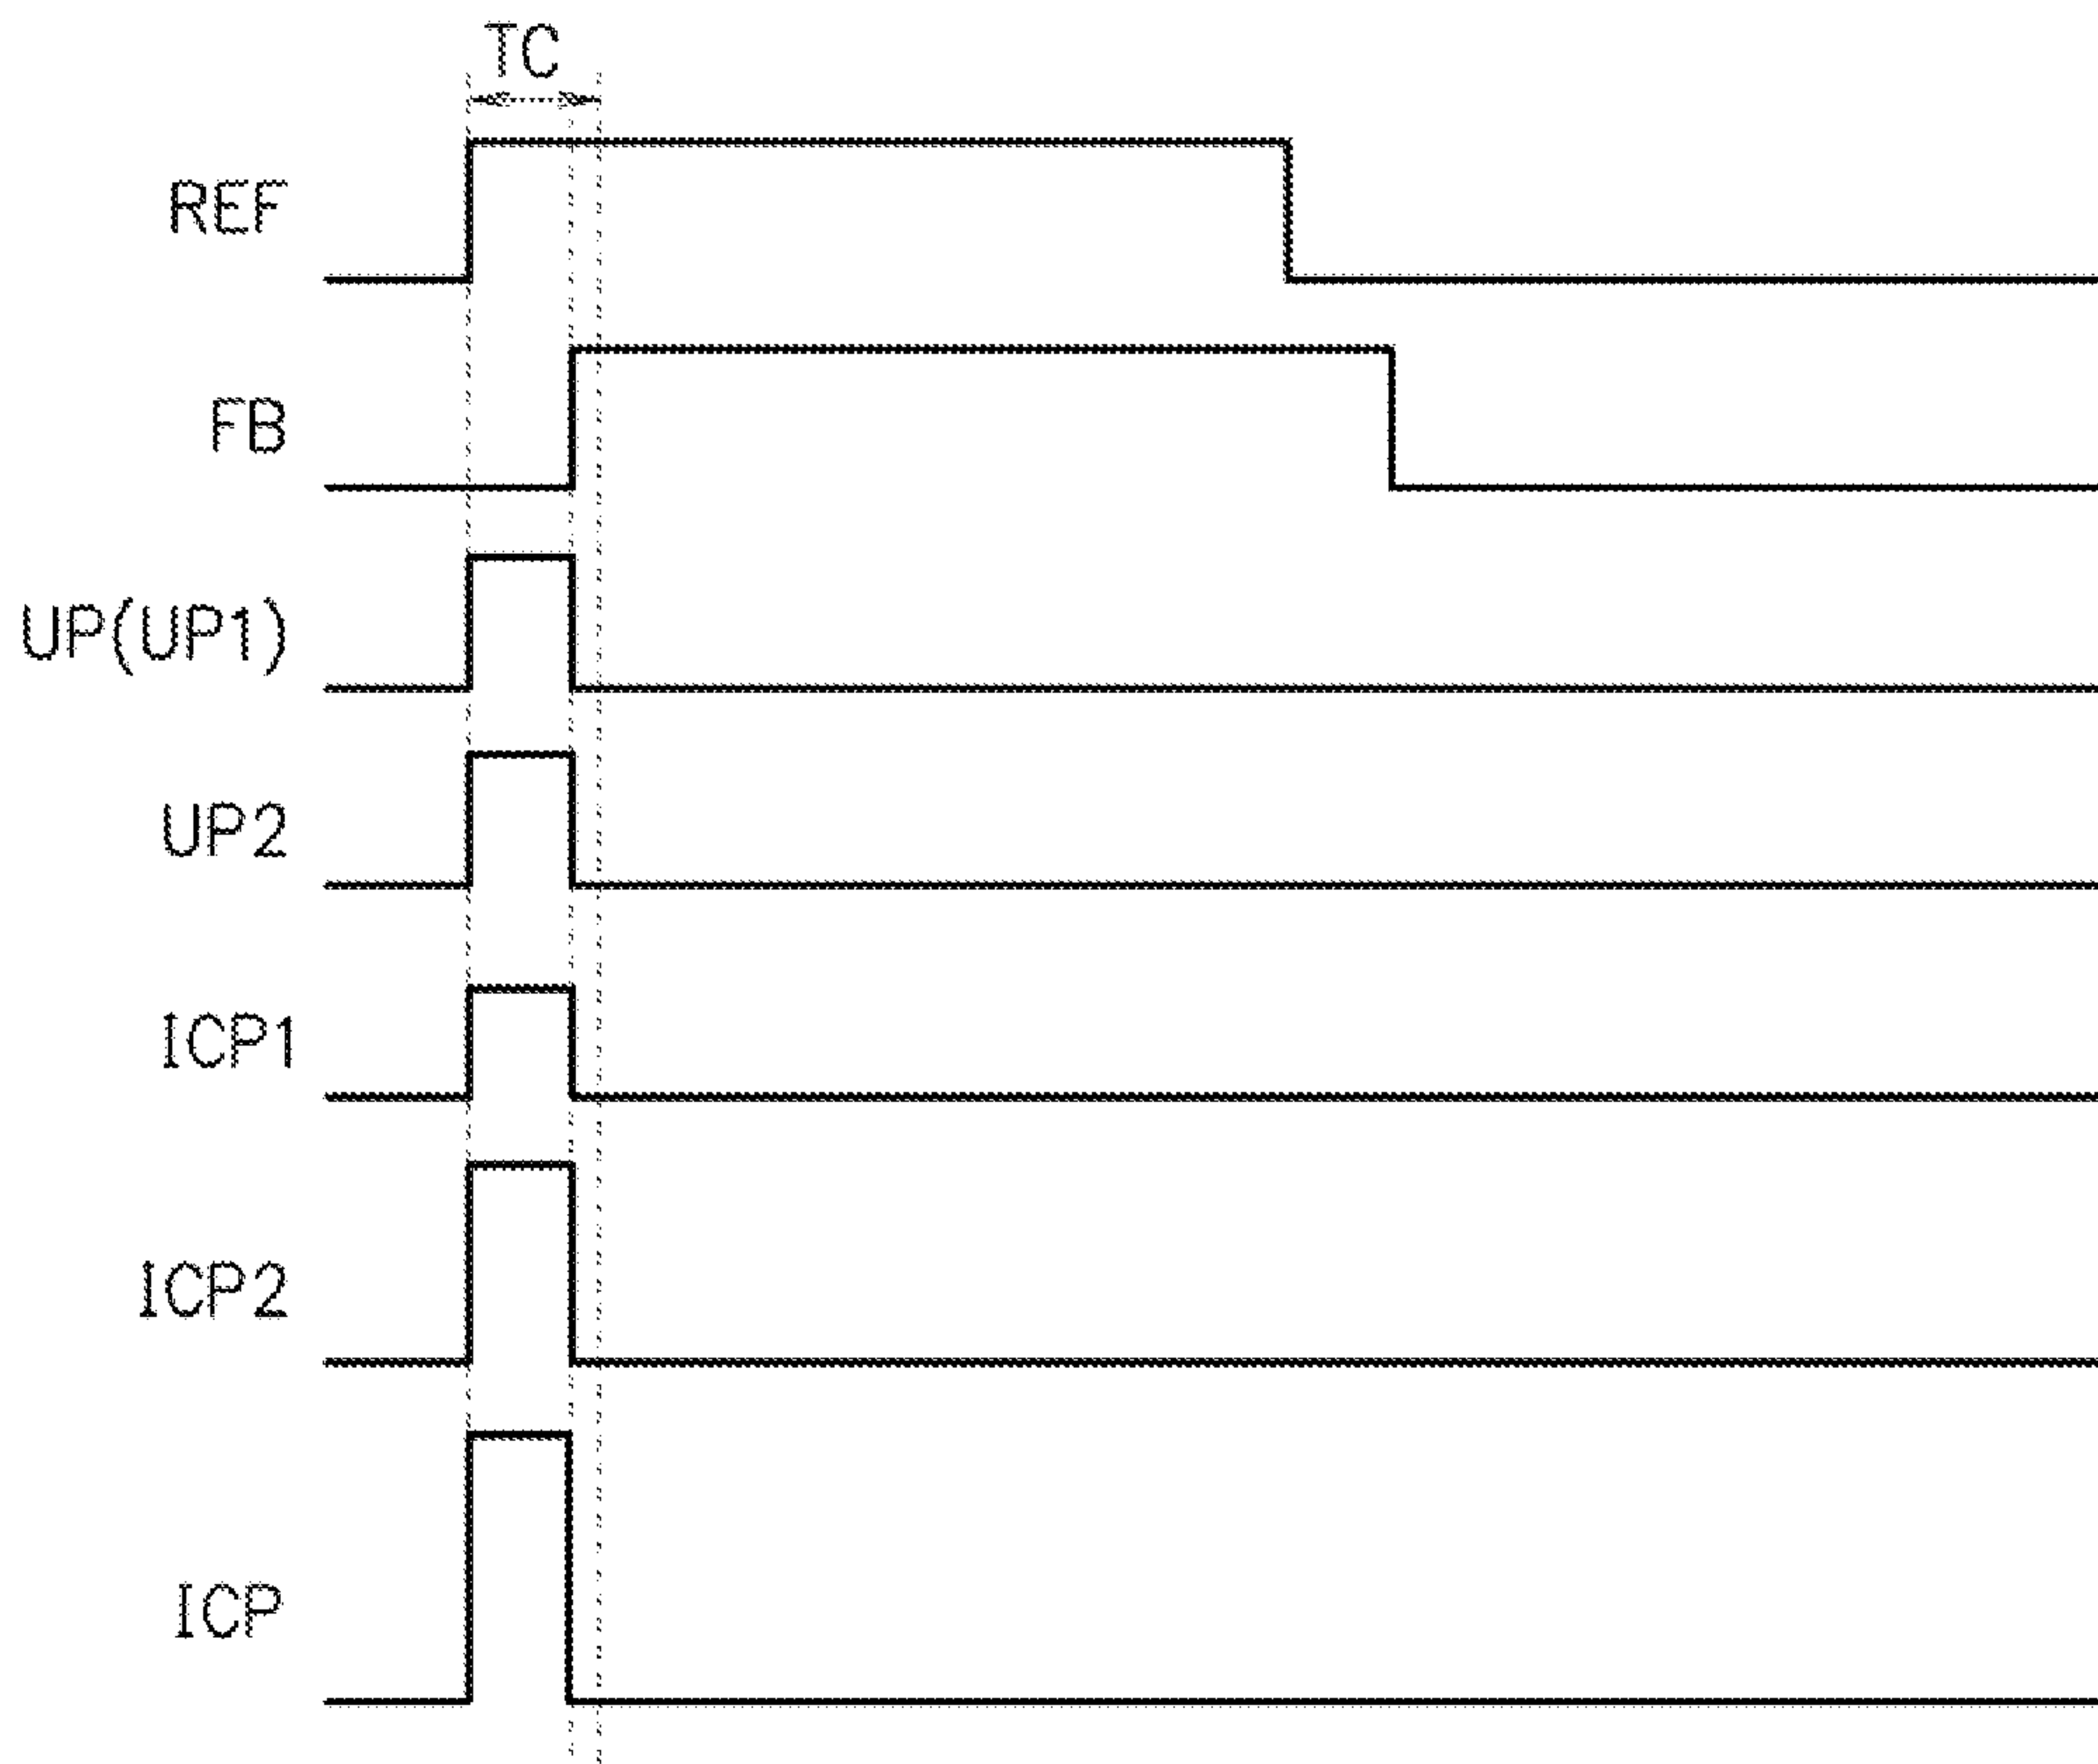 TC
REF
FB
UP(UP1)
UP2
ICP1
ICP2
ICP